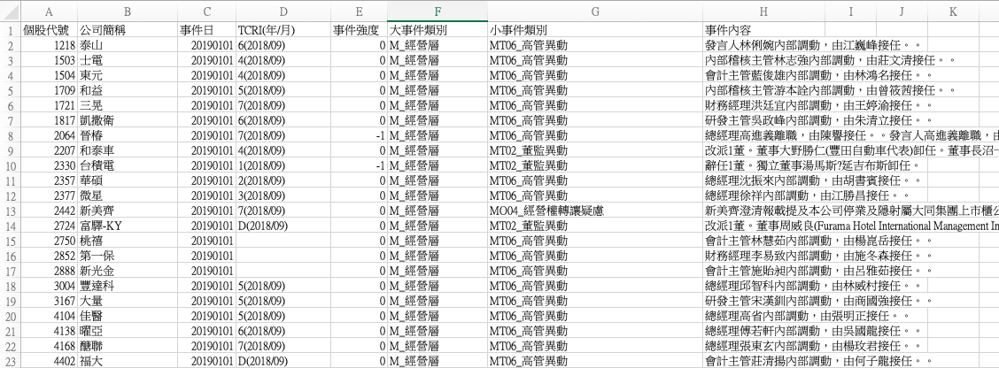 A B C D E F G H I J K
1 個股代號 公司簡稱 事件日 TCRI(年/月) 事件強度 大事件類別 小事件類別 事件內容
2 1218 泰山 20190101 6(2018/09) 0 M_經營層 MT06_高管異動 發言人林俐婉內部調動，由江巍峰接任。。
3 1503 士電 20190101 4(2018/09) 0 M_經營層 MT06_高管異動 內部稽核主管林志強內部調動，由莊文清接任。。
4 1504 東元 20190101 4(2018/09) 0 M_經營層 MT06_高管異動 會計主管藍俊雄內部調動，由林鴻名接任。。
5 1709 和益 20190101 5(2018/09) 0 M_經營層 MT06_高管異動 內部稽核主管游本詮內部調動，由曾筱茜接任。。
6 1721 三晃 20190101 7(2018/09) 0 M_經營層 MT06_高管異動 財務經理洪廷宜內部調動，由王婷渝接任。。
7 1817 凱撒衛 20190101 6(2018/09) 0 M_經營層 MT06_高管異動 研發主管吳政峰內部調動，由朱清立接任。。
8 2064 晉椿 20190101 7(2018/09) -1 M_經營層 MT06_高管異動 總經理高進義離職，由陳譽接任。。發言人高進義離職，由
9 2207 和泰車 20190101 4(2018/09) 0 M_經營層 MT02_董監異動 改派1董。董事大野勝仁(豐田自動車代表)卸任。董事長沼一
10 2330 台積電 20190101 1(2018/09) -1 M_經營層 MT02_董監異動 辭任1董。獨立董事湯馬斯?延吉布斯卸任。
11 2357 華碩 20190101 2(2018/09) 0 M_經營層 MT06_高管異動 總經理沈振來內部調動，由胡書賓接任。。
12 2377 微星 20190101 3(2018/09) 0 M_經營層 MT06_高管異動 總經理徐祥內部調動，由江勝昌接任
13 2442 新美齊 20190101 7(2018/09) 0 M_經營層 MO04_經營權轉讓疑慮 新美齊澄清報載提及本公司停業及隱射屬大同集團上市櫃公
14 2724 富驛-KY 20190101 D(2018/09) 0 M_經營層 MT02_董監異動 改派1董。董事周威良(Furama Hotel International Management In
15 2750 桃禧 20190101 0 M_經營層 MT06_高管異動 會計主管林慧茹內部調動，由楊崑岳接任。。
16 2852 第一保 20190101 0 M_經營層 MT06_高管異動 財務經理李易致內部調動，由施冬森接任。。
17 2888 新光金 20190101 0 M_經營層 MT06_高管異動 會計主管施貽昶內部調動，由呂雅茹接任。。
18 3004 豐達科 20190101 5(2018/09) 0 M_經營層 MT06_高管異動 總經理邱智科內部調動，由林威村接任。。
19 3167 大量 20190101 5(2018/09) 0 M_經營層 MT06_高管異動 研發主管宋漢釧內部調動，由商國強接任。。
20 4104 佳醫 20190101 5(2018/09) 0 M_經營層 MT06_高管異動 總經理高省內部調動，由張明正接任。。
21 4138 曜亞 20190101 6(2018/09) 0 M_經營層 MT06_高管異動 總經理傅若軒內部調動，由吳國龍接任。。
22 4168 醣聯 20190101 7(2018/09) 0 M_經營層 MT06_高管異動 總經理張東玄內部調動，由楊玫君接任。。
23 4402 福大 20190101 D(2018/09) 0 M_經營層 MT06_高管異動 會計主管莊清揚內部調動，由何子龍接任。。